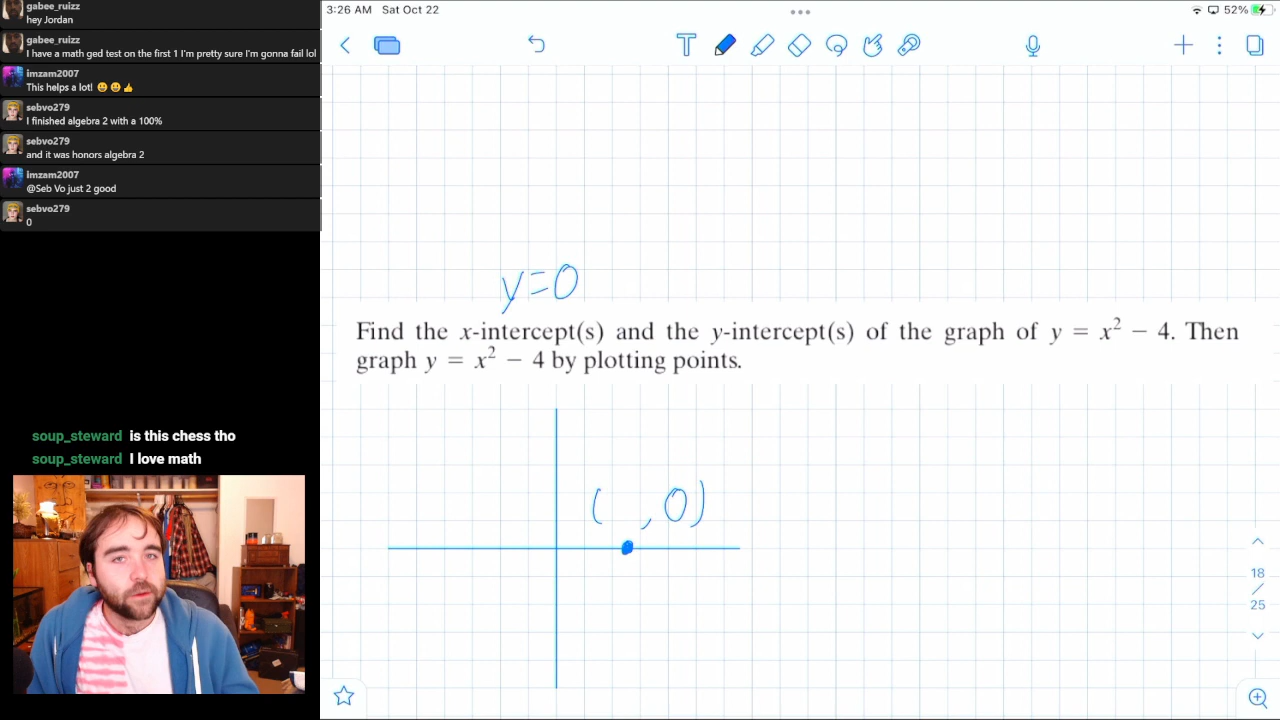 gabee_ruizz
hey Jordan
gabee_ruizz
I have a math ged test on the first 1 I'm pretty sure I'm gonna fail lol
imzam2007
This helps a lot! 😀😀👍
sebvo279
I finished algebra 2 with a 100%
sebvo279
and it was honors algebra 2
imzam2007
@Seb Vo just 2 good
sebvo279
0
soup_steward is this chess tho
soup_steward I love math
3:26 AM Sat Oct 22
52%
T
y=0
Find the x-intercept(s) and the y-intercept(s) of the graph of y = x² − 4. Then
graph y = x² − 4 by plotting points.
( , 0)
18
/
25